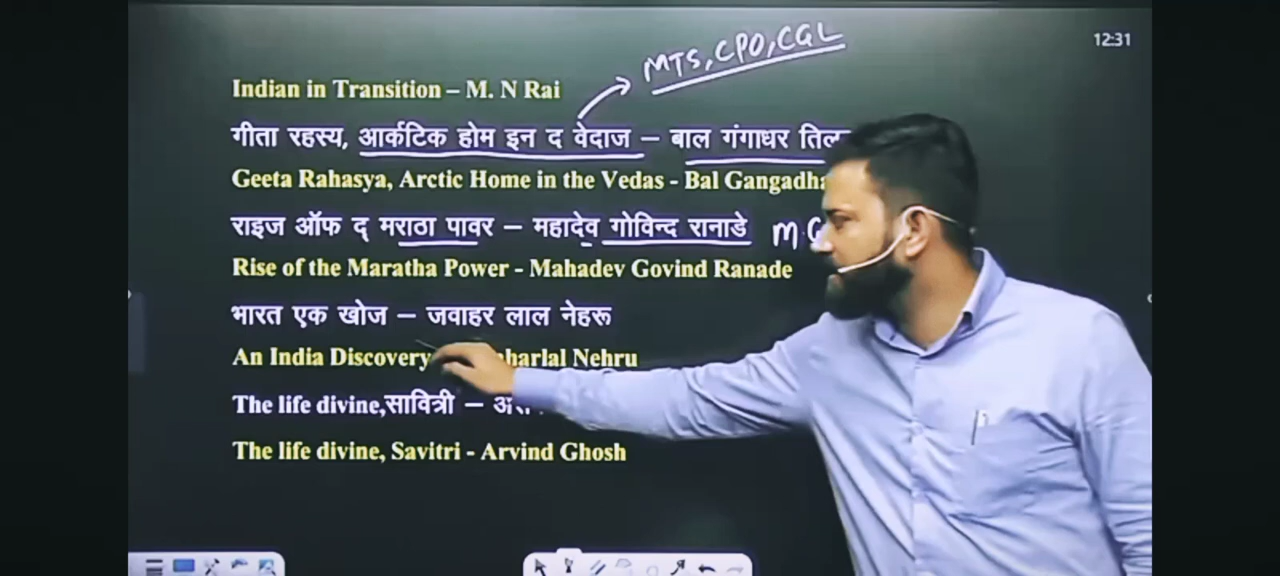 12:31
MTS, CPO, CGL
Indian in Transition – M. N Rai
गीता रहस्य, आर्कटिक होम इन द वेदाज – बाल गंगाधर
Geeta Rahasya, Arctic Home in the Vedas - Bal
राइज ऑफ द् मराठा पावर – महादेव गोविन्द रानाडे
Rise of the Maratha Power - Mahadev Govind Ranade
भारत एक खोज – जवाहर लाल नेहरू
An India Discovery Nehru
The life divine,सावित्री –
The life divine, Savitri - Arvind Ghosh